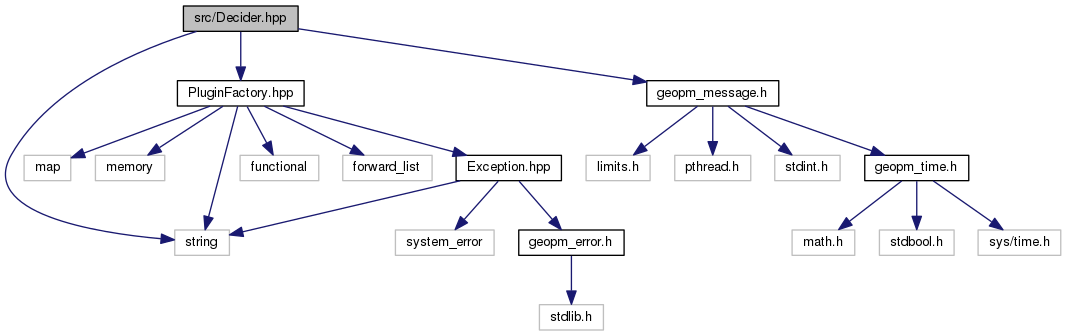 src/Decider.hpp
PluginFactory.hpp
geopm_message.h
map
memory
functional
forward_list
Exception.hpp
limits.h
pthread.h
stdint.h
geopm_time.h
string
system_error
geopm_error.h
math.h
stdbool.h
sys/time.h
stdlib.h